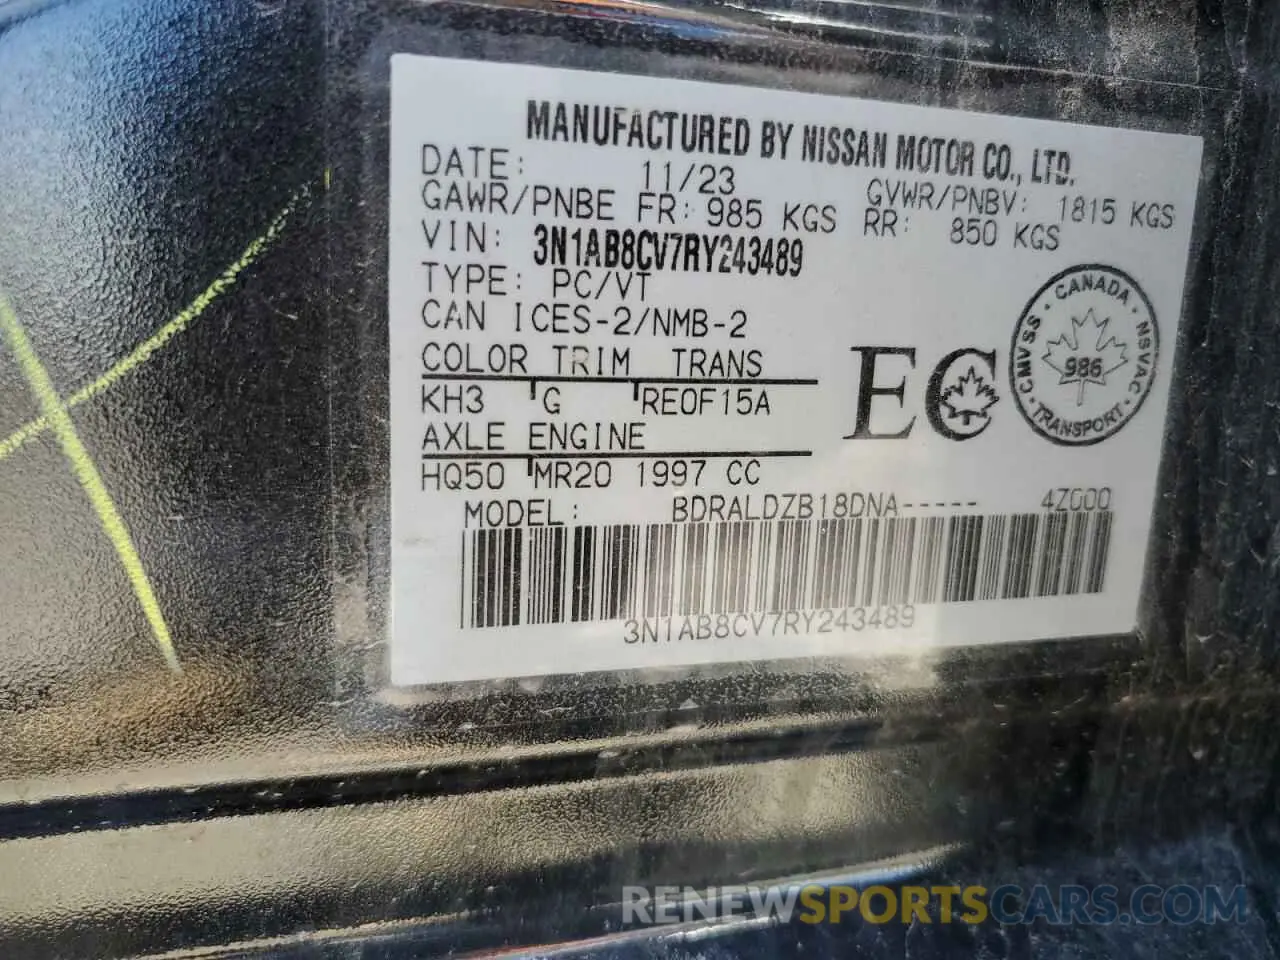 MANUFACTURED BY NISSAN MOTOR CO., LTD.
DATE: 11/23 GVWR/PNBV: 1815 KGS
GAWR/PNBE FR: 985 KGS RR: 850 KGS
VIN: 3N1AB8CV7RY243489
TYPE: PC/VT
CAN ICES-2/NMB-2
COLOR TRIM TRANS
KH3 G RE0F15A
AXLE ENGINE
HQ50 MR20 1997 CC
EC
CANADA
CMVSS · NSVAC
986
TRANSPORT
MODEL: BDRALDZB18DNA----- 4Z000
3N1AB8CV7RY243489
RENEWSPORTSCARS.COM